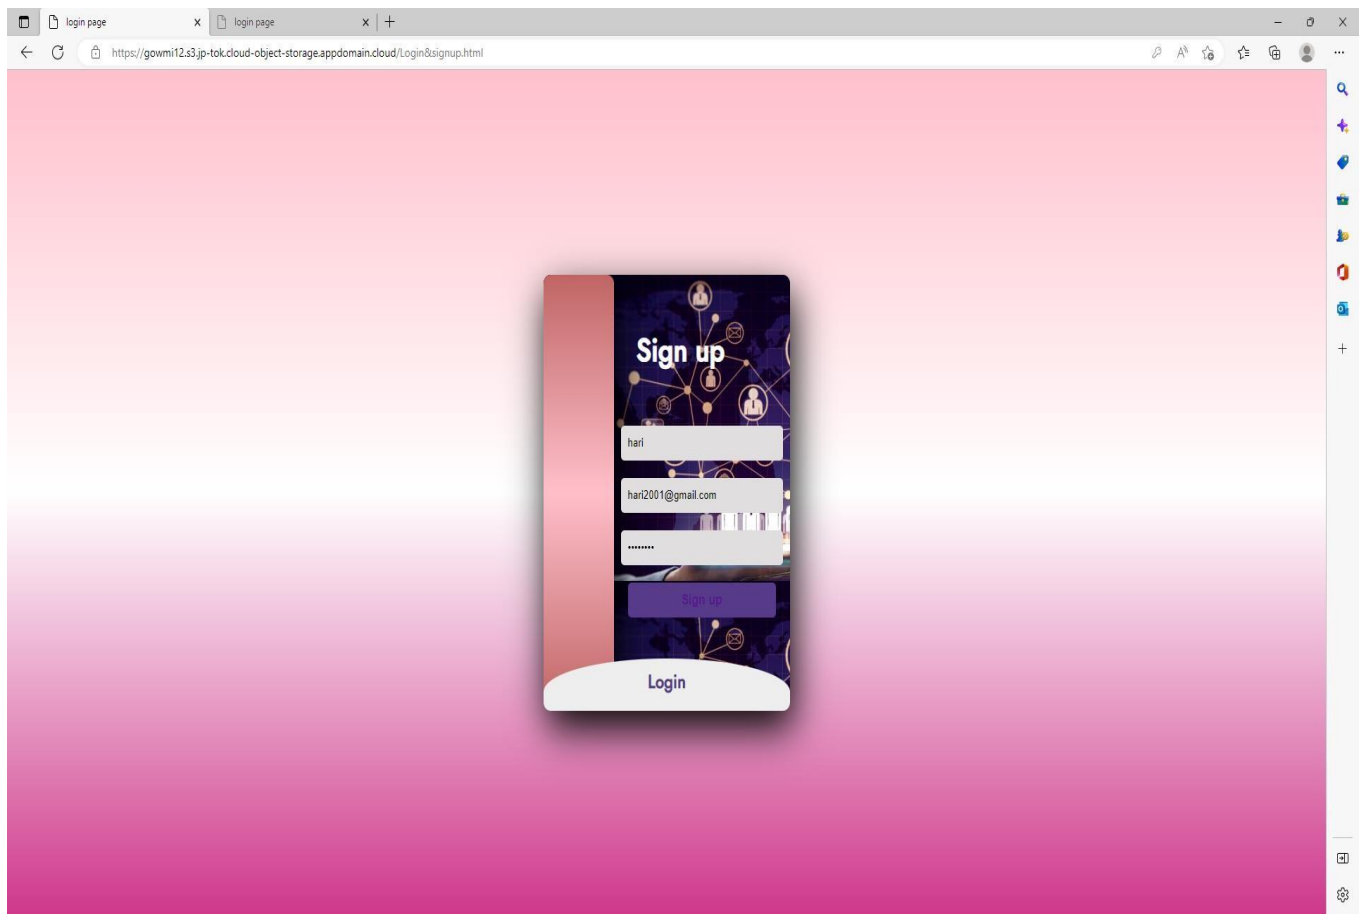 login page
login page
https://gowmi12.s3.jp-tok.cloud-object-storage.appdomain.cloud/Login&signup.html
Sign up
hari
hari2001@gmail.com
••••••••
Sign up
Login